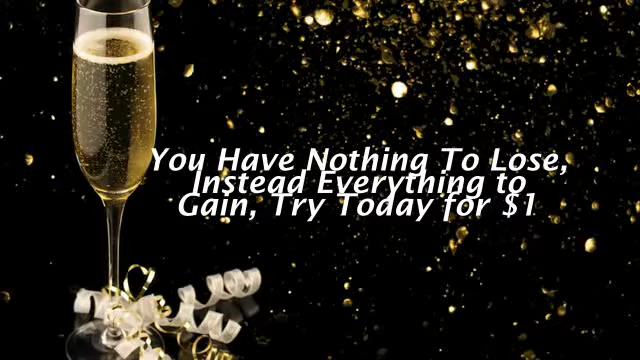 You Have Nothing To Lose,
Instead Everything to
Gain, Try Today for $1